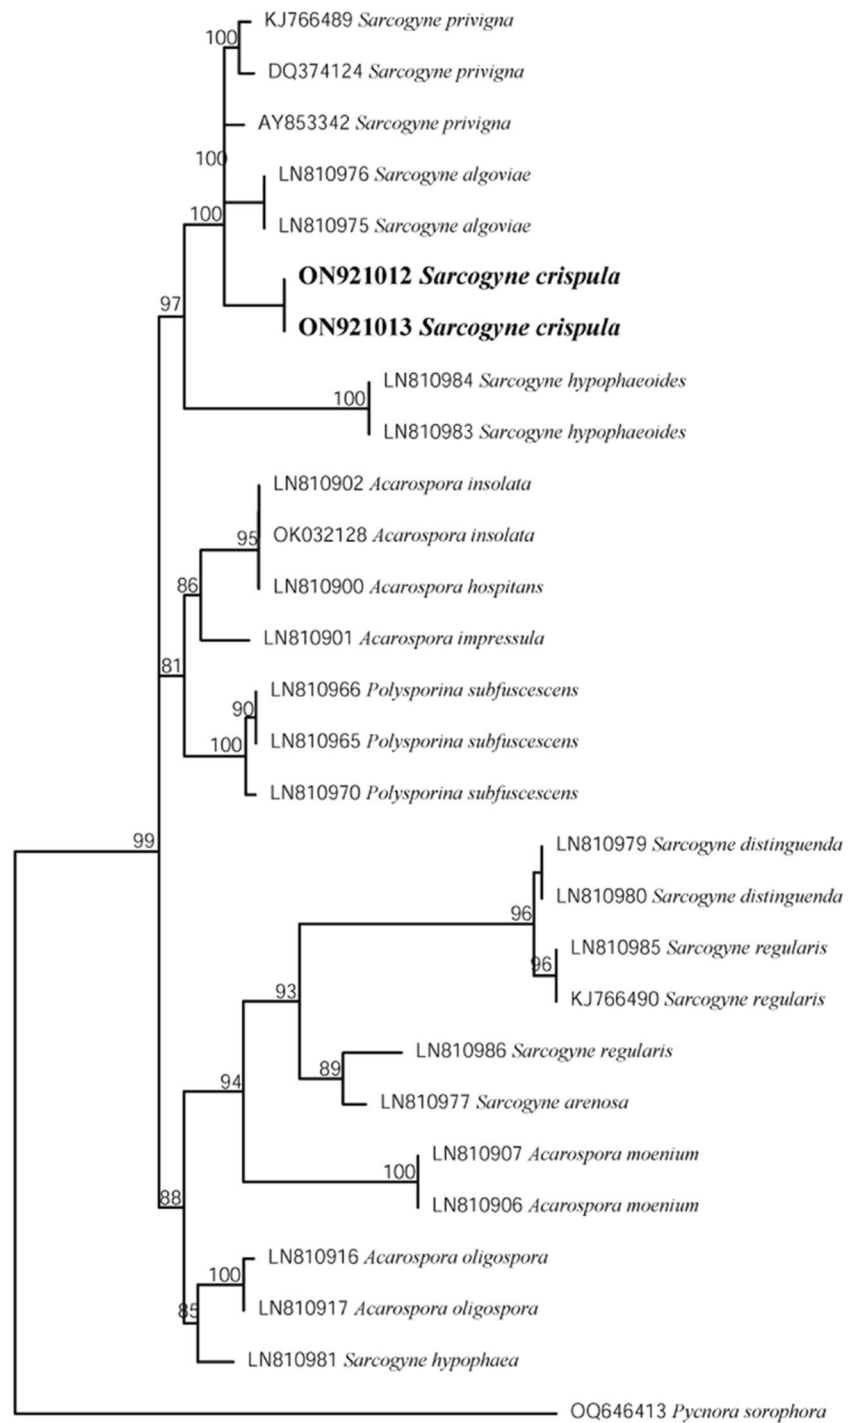 KJ766489 Sarcogyne privigna
100
DQ374124 Sarcogyne privigna
AY853342 Sarcogyne privigna
100
LN810976 Sarcogyne algoviae
100
LN810975 Sarcogyne algoviae
ON921012 Sarcogyne crispula
97
ON921013 Sarcogyne crispula
LN810984 Sarcogyne hypophaeoides
100
LN810983 Sarcogyne hypophaeoides
LN810902 Acarospora insolata
95
OK032128 Acarospora insolata
86
LN810900 Acarospora hospitans
LN810901 Acarospora impressula
81
LN810966 Polysporina subfuscescens
90
LN810965 Polysporina subfuscescens
100
LN810970 Polysporina subfuscescens
99
LN810979 Sarcogyne distinguenda
LN810980 Sarcogyne distinguenda
96
LN810985 Sarcogyne regularis
96
KJ766490 Sarcogyne regularis
93
LN810986 Sarcogyne regularis
89
94
LN810977 Sarcogyne arenosa
LN810907 Acarospora moenium
100
88
LN810906 Acarospora moenium
LN810916 Acarospora oligospora
100
85
LN810917 Acarospora oligospora
LN810981 Sarcogyne hypophaea
OQ646413 Pycnora sorophora